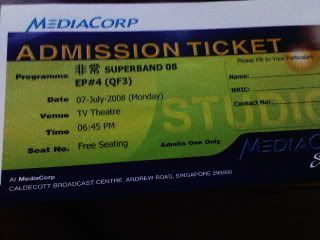 MEDIACORP
ADMISSION TICKET
Please Fill In Your Particulars
Programme 非常 SUPERBAND 08
EP#4 (QF3)
Name:
NRIC:
Date 07-July-2008 (Monday)
Contact No:
Venue TV Theatre
STUDIO
Time 06:45 PM
Seat No. Free Seating
Admits One Only
MEDIACO
At MediaCorp
CALDECOTT BROADCAST CENTRE, ANDREW ROAD, SINGAPORE 299939